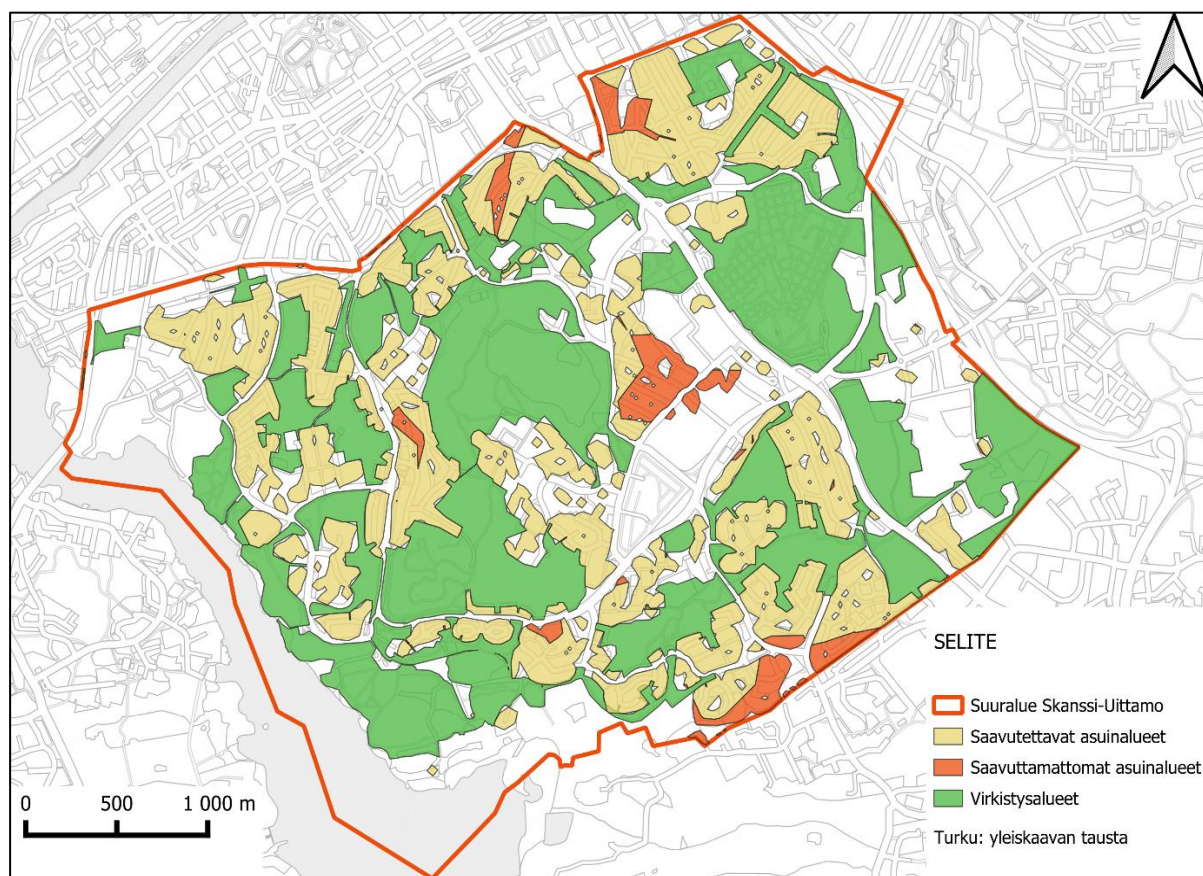 SELITE
Suuralue Skanssi-Uittamo
Saavutettavat asuinalueet
Saavuttamattomat asuinalueet
Virkistysalueet
Turku: yleiskaavan tausta
0 500 1 000 m